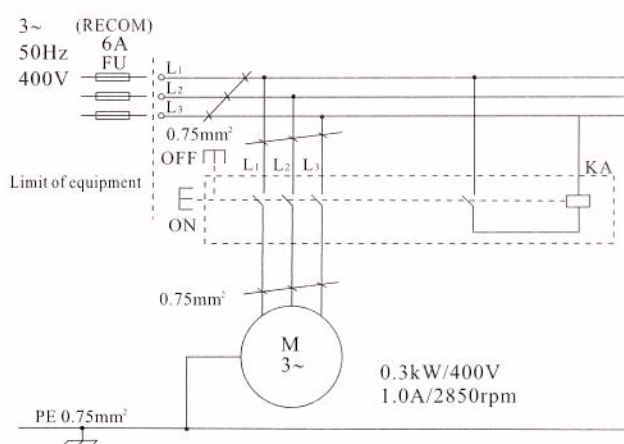 3~ (RECOM)
50Hz 6A
400V FU
L1
L2
L3
0.75mm²
OFF
L1 L2 L3
Limit of equipment
KA
ON
0.75mm²
M
3~
0.3kW/400V
1.0A/2850rpm
PE 0.75mm²